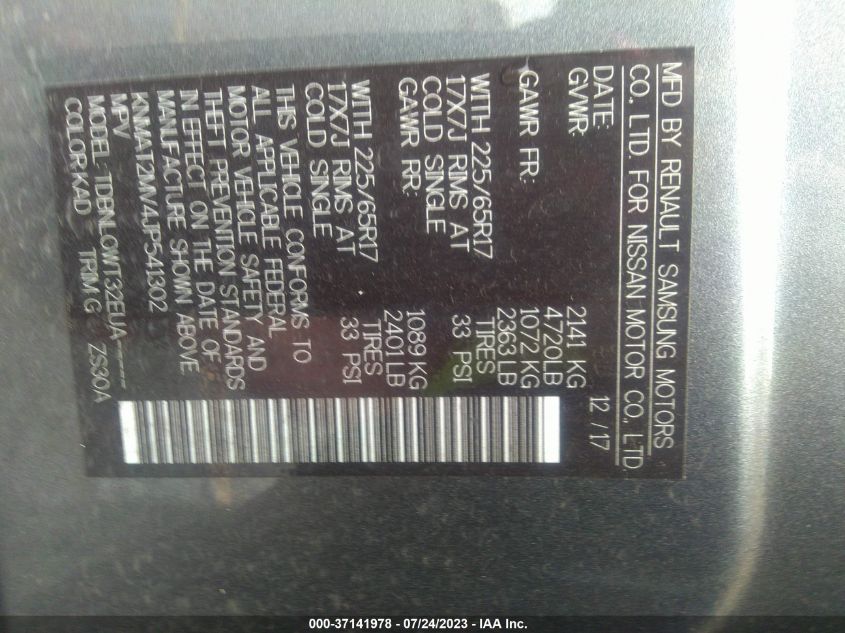 MFD BY RENAULT SAMSUNG MOTORS
CO. LTD. FOR NISSAN MOTOR CO, LTD
DATE: 12 / 17
GVWR: 2141 KG
4720LB
GAWR FR: 1072 KG
2363 LB
WITH 225/65R17 TIRES
17X7J RIMS AT 33 PSI
COLD SINGLE
GAWR RR: 1089 KG
2401 LB
WITH 225/65R17 TIRES
17X7J RIMS AT 33 PSI
COLD SINGLE
THIS VEHICLE CONFORMS TO
ALL APPLICABLE FEDERAL
MOTOR VEHICLE SAFETY AND
THEFT PREVENTION STANDARDS
IN EFFECT ON THE DATE OF
MANUFACTURE SHOWN ABOVE
KNMAT2MV4JP541302
MPV
MODEL TDBNLOWT32EUA
COLOR KAD TRIM G ZS30A
000-37141978 - 07/24/2023 - IAA Inc.